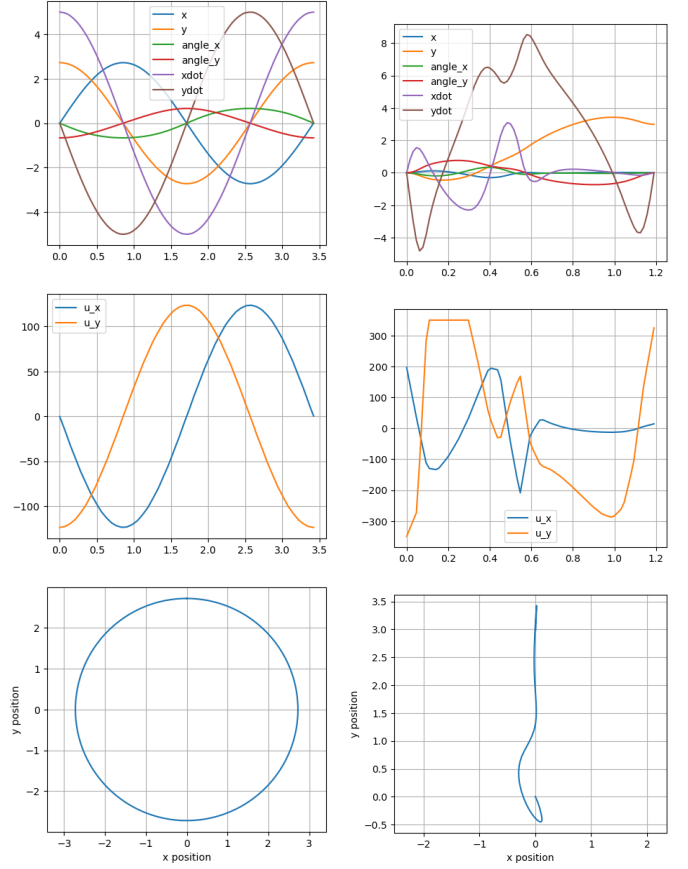 x
y
angle_x
angle_y
xdot
ydot
4
2
0
−2
−4
0.0 0.5 1.0 1.5 2.0 2.5 3.0 3.5
x
y
angle_x
angle_y
xdot
ydot
8
6
4
2
0
−2
−4
0.0 0.2 0.4 0.6 0.8 1.0 1.2
u_x
u_y
100
50
0
−50
−100
0.0 0.5 1.0 1.5 2.0 2.5 3.0 3.5
300
200
100
0
−100
−200
−300
u_x
u_y
0.0 0.2 0.4 0.6 0.8 1.0 1.2
y position
2
1
0
−1
−2
−3 −2 −1 0 1 2 3
x position
y position
3.5
3.0
2.5
2.0
1.5
1.0
0.5
0.0
−0.5
−2 −1 0 1 2
x position